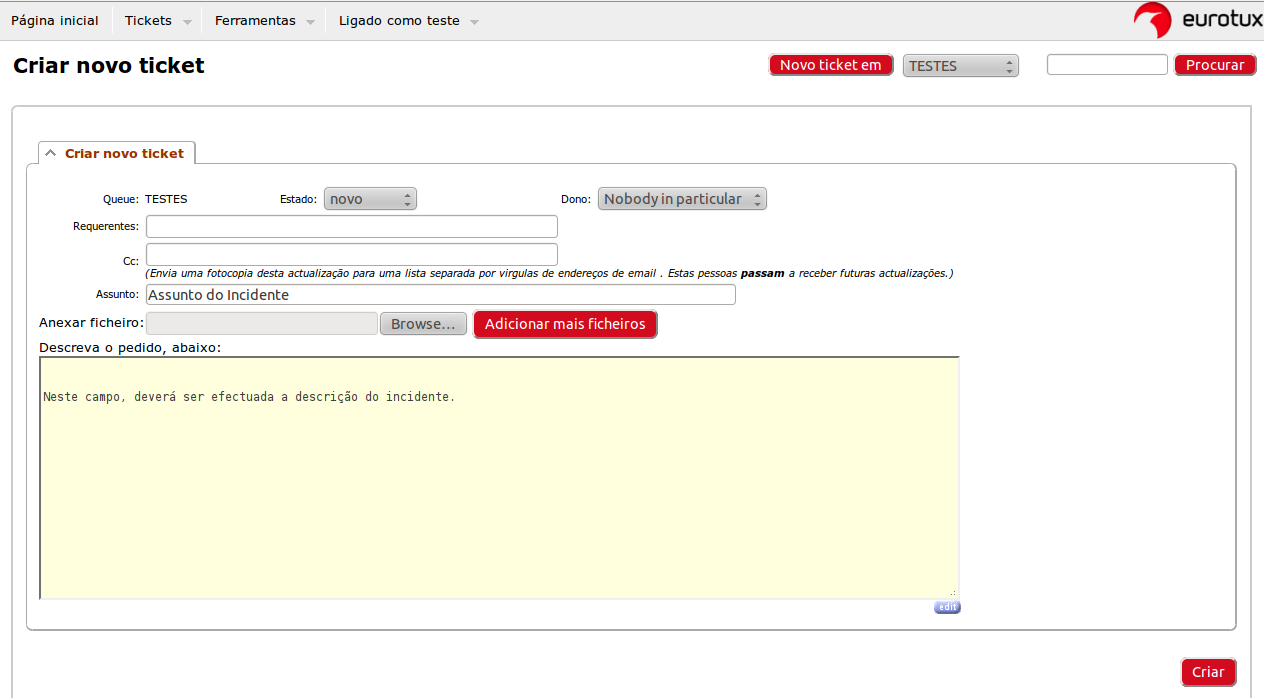 Página inicial Tickets Ferramentas Ligado como teste eurotux
Criar novo ticket Novo ticket em TESTES Procurar
Criar novo ticket
Queue: TESTES Estado: novo Dono: Nobody in particular
Requerentes:
Cc:
(Envia uma fotocopia desta actualização para uma lista separada por virgulas de endereços de email . Estas pessoas passam a receber futuras actualizações.)
Assunto: Assunto do Incidente
Anexar ficheiro: Browse... Adicionar mais ficheiros
Descreva o pedido, abaixo:
Neste campo, deverá ser efectuada a descrição do incidente.
edit
Criar